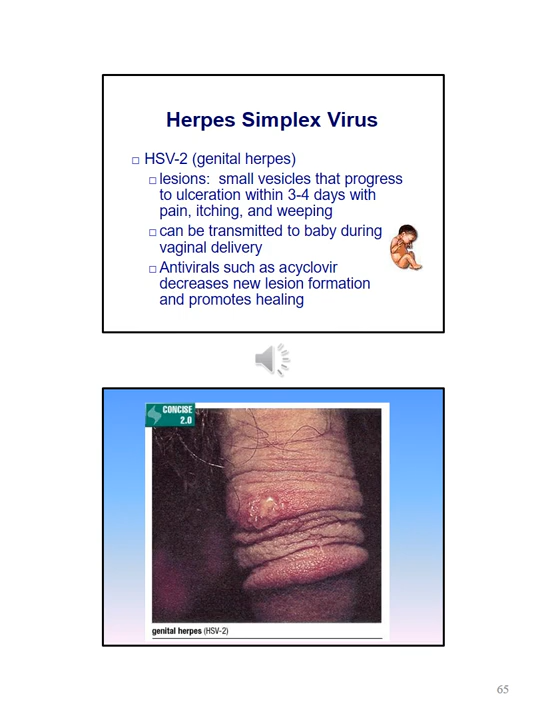 Herpes Simplex Virus
□ HSV-2 (genital herpes)
□ lesions: small vesicles that progress
to ulceration within 3-4 days with
pain, itching, and weeping
□ can be transmitted to baby during
vaginal delivery
□ Antivirals such as acyclovir
decreases new lesion formation
and promotes healing
CONCISE
2.0
genital herpes (HSV-2)
65